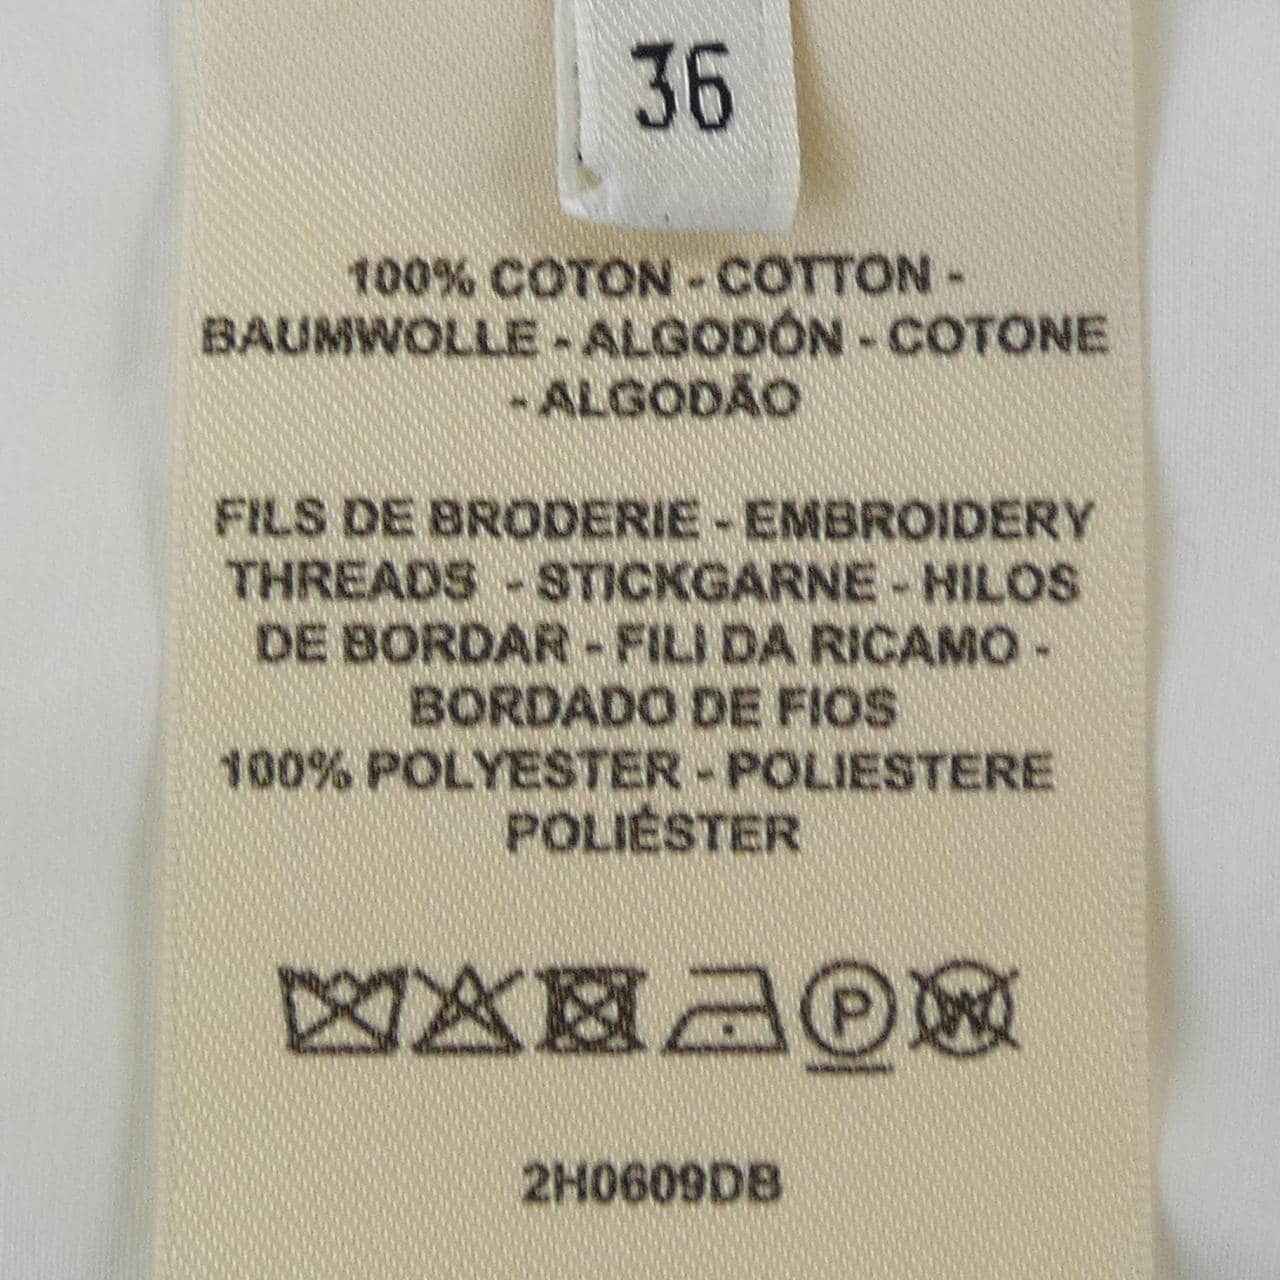 36
100% COTON - COTTON -
BAUMWOLLE - ALGODÓN - COTONE
- ALGODÃO
FILS DE BRODERIE - EMBROIDERY
THREADS - STICKGARNE - HILOS
DE BORDAR - FILI DA RICAMO -
BORDADO DE FIOS
100% POLYESTER - POLIESTERE
POLIÉSTER
P W
2H0609DB